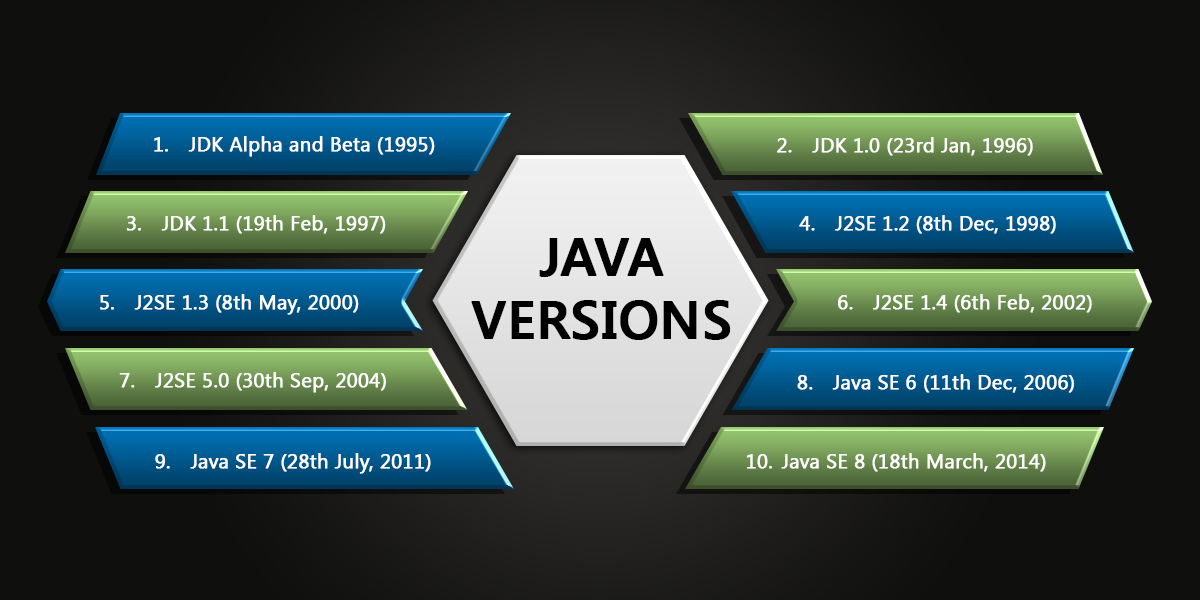 JAVA
VERSIONS
1. JDK Alpha and Beta (1995)
2. JDK 1.0 (23rd Jan, 1996)
3. JDK 1.1 (19th Feb, 1997)
4. J2SE 1.2 (8th Dec, 1998)
5. J2SE 1.3 (8th May, 2000)
6. J2SE 1.4 (6th Feb, 2002)
7. J2SE 5.0 (30th Sep, 2004)
8. Java SE 6 (11th Dec, 2006)
9. Java SE 7 (28th July, 2011)
10. Java SE 8 (18th March, 2014)